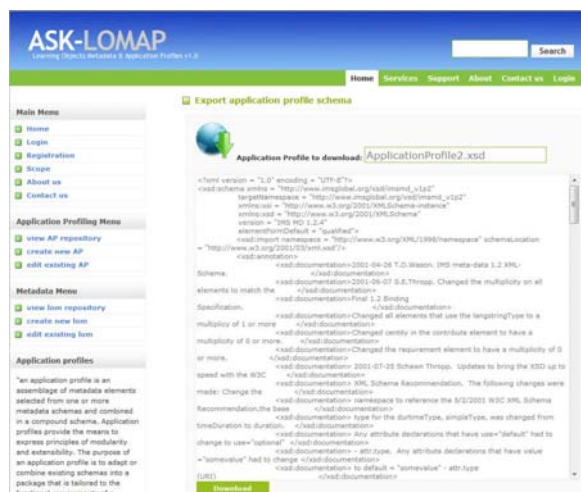 ASK-LOMAP
Learning Objects Metadata & Application Profiles v1.0
Search
Home Services Support About Contact us Login
Main Menu
Home
Login
Registration
Scope
About us
Contact us
Application Profiling Menu
view AP repository
create new AP
edit existing AP
Metadata Menu
view lom repository
create new lom
edit existing lom
Application profiles
"an application profile is an
assemblage of metadata elements
selected from one or more
metadata schemas and combined
in a compound schema. Application
profiles provide the means to
express principles of modularity
and extensibility. The purpose of
an application profile is to adapt or
combine existing schemas into a
package that is tailored to the
Export application profile schema
Application Profile to download: ApplicationProfile2.xsd
<?xml version = "1.0" encoding = "UTF-8"?>
<xsd:schema xmlns = "http://www.imsglobal.org/xsd/imsmd_v1p2"
targetNamespace = "http://www.imsglobal.org/xsd/imsmd_v1p2"
xmlns:xsi = "http://www.w3.org/2001/XMLSchema-instance"
xmlns:xsd = "http://www.w3.org/2001/XMLSchema"
version = "IMS MD 1.2.4"
elementFormDefault = "qualified">
<xsd:import namespace = "http://www.w3.org/XML/1998/namespace" schemaLocation
= "http://www.w3.org/2001/03/xml.xsd"/>
<xsd:annotation>
<xsd:documentation>2001-04-26 T.D.Wason. IMS meta-data 1.2 XML-
Schema. </xsd:documentation>
<xsd:documentation>2001-06-07 S.E.Thropp. Changed the multiplicity on all
elements to match the </xsd:documentation>
<xsd:documentation>Final 1.2 Binding
Specification. </xsd:documentation>
<xsd:documentation>Changed all elements that use the langstringType to a
multiplicy of 1 or more </xsd:documentation>
<xsd:documentation>Changed centity in the contribute element to have a
multiplicity of 0 or more. </xsd:documentation>
<xsd:documentation>Changed the requirement element to have a multiplicity of 0
or more. </xsd:documentation>
<xsd:documentation> 2001-07-25 Schawn Thropp. Updates to bring the XSD up to
speed with the W3C </xsd:documentation>
<xsd:documentation> XML Schema Recommendation. The following changes were
made: Change the </xsd:documentation>
<xsd:documentation> namespace to reference the 5/2/2001 W3C XML Schema
Recommendation,the base </xsd:documentation>
<xsd:documentation> type for the durtimeType, simpleType, was changed from
timeDuration to duration. </xsd:documentation>
<xsd:documentation> Any attribute declarations that have use="default" had to
change to use="optional" </xsd:documentation>
<xsd:documentation> - attr.type. Any attribute declarations that have value
="somevalue" had to change </xsd:documentation>
<xsd:documentation> to default = "somevalue" - attr.type
(URI) </xsd:documentation>
Download